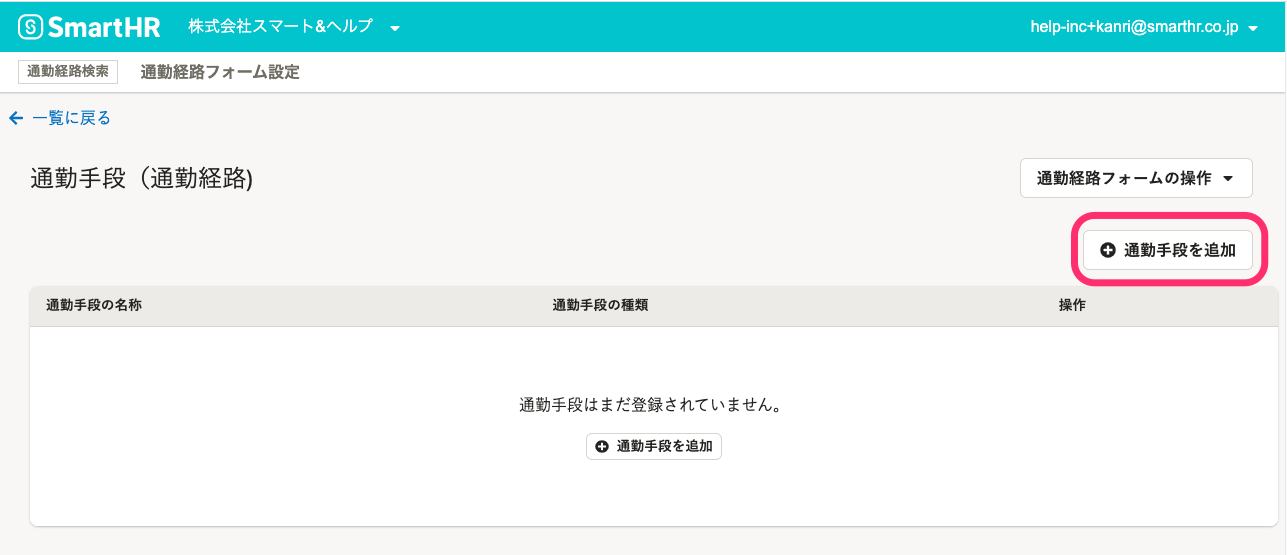 SmartHR 株式会社スマート&ヘルプ help-inc+kanri@smarthr.co.jp
通勤経路検索 通勤経路フォーム設定
一覧に戻る
通勤手段（通勤経路) 通勤経路フォームの操作
通勤手段を追加
通勤手段の名称 通勤手段の種類 操作
通勤手段はまだ登録されていません。
通勤手段を追加